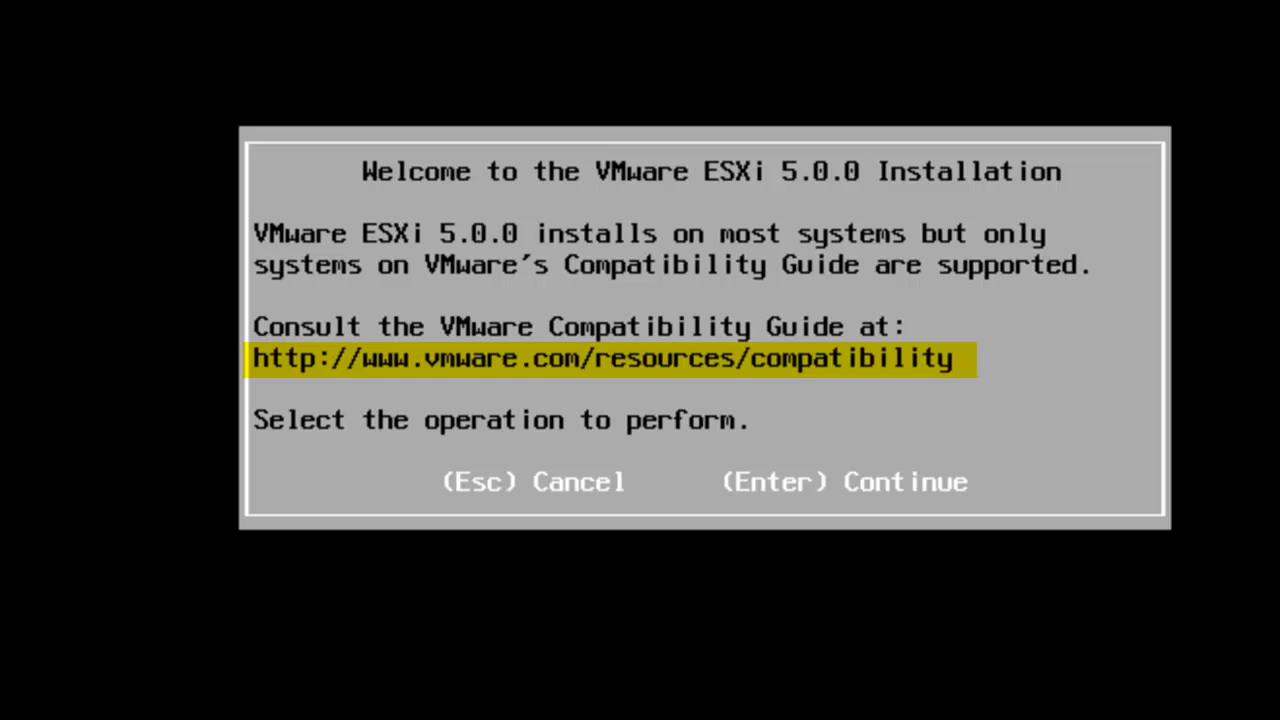 Welcome to the VMware ESXi 5.0.0 Installation
VMware ESXi 5.0.0 installs on most systems but only
systems on VMware's Compatibility Guide are supported.
Consult the VMware Compatibility Guide at:
http://www.vmware.com/resources/compatibility
Select the operation to perform.
(Esc) Cancel (Enter) Continue